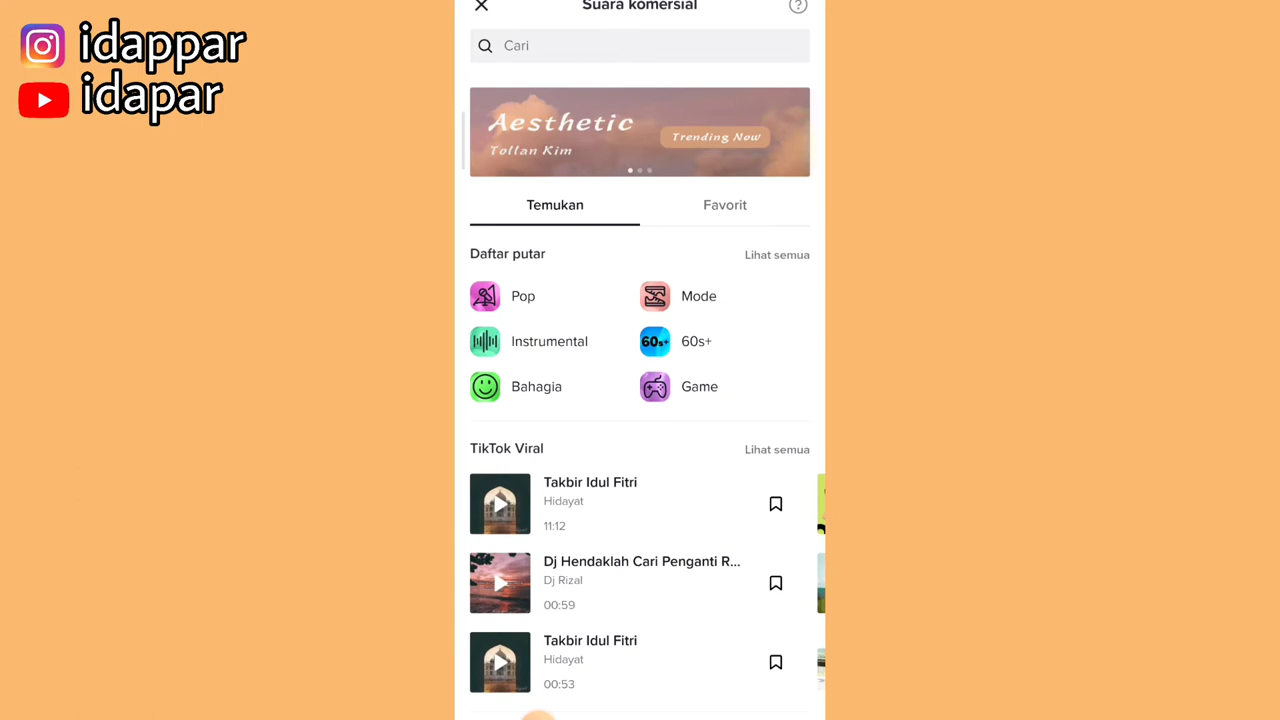 idappar
idapar
Suara komersial
?
Cari
Aesthetic
Tollan Kim
Trending Now
Temukan
Favorit
Daftar putar
Lihat semua
Pop
Mode
Instrumental
60s+
60s+
Bahagia
Game
TikTok Viral
Lihat semua
Takbir Idul Fitri
Hidayat
11:12
Dj Hendaklah Cari Penganti R...
Dj Rizal
00:59
Takbir Idul Fitri
Hidayat
00:53